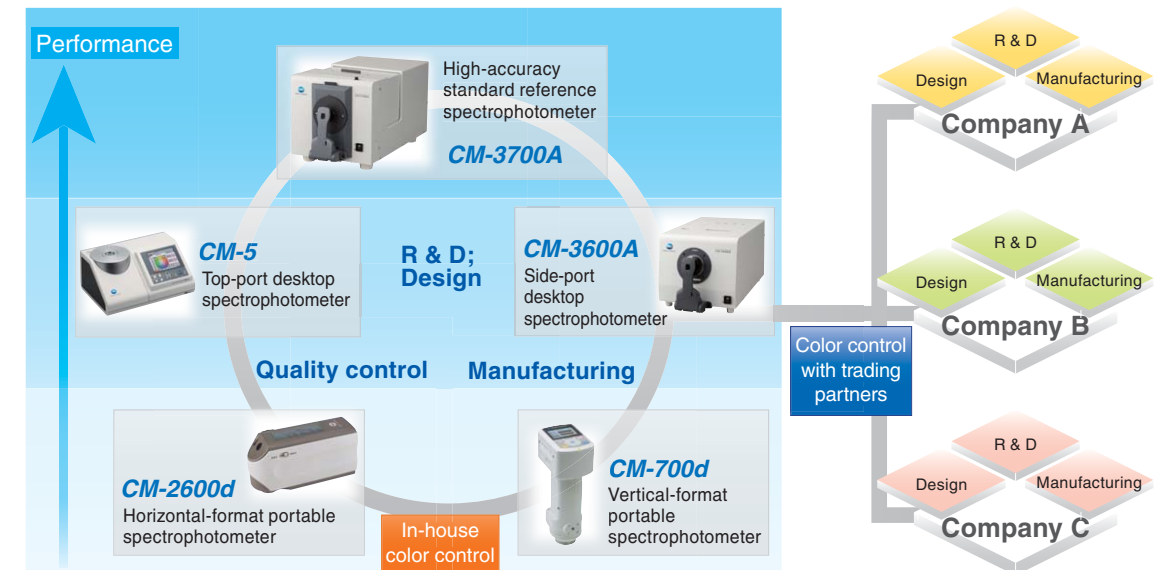 Performance
High-accuracy
standard reference
spectrophotometer
CM-3700A
CM-5
Top-port desktop
spectrophotometer
R & D;
Design
CM-3600A
Side-port
desktop
spectrophotometer
Quality control
Manufacturing
CM-2600d
Horizontal-format portable
spectrophotometer
CM-700d
Vertical-format
portable
spectrophotometer
In-house
color control
Color control
with trading
partners
R & D
Design
Manufacturing
Company A
R & D
Design
Manufacturing
Company B
R & D
Design
Manufacturing
Company C